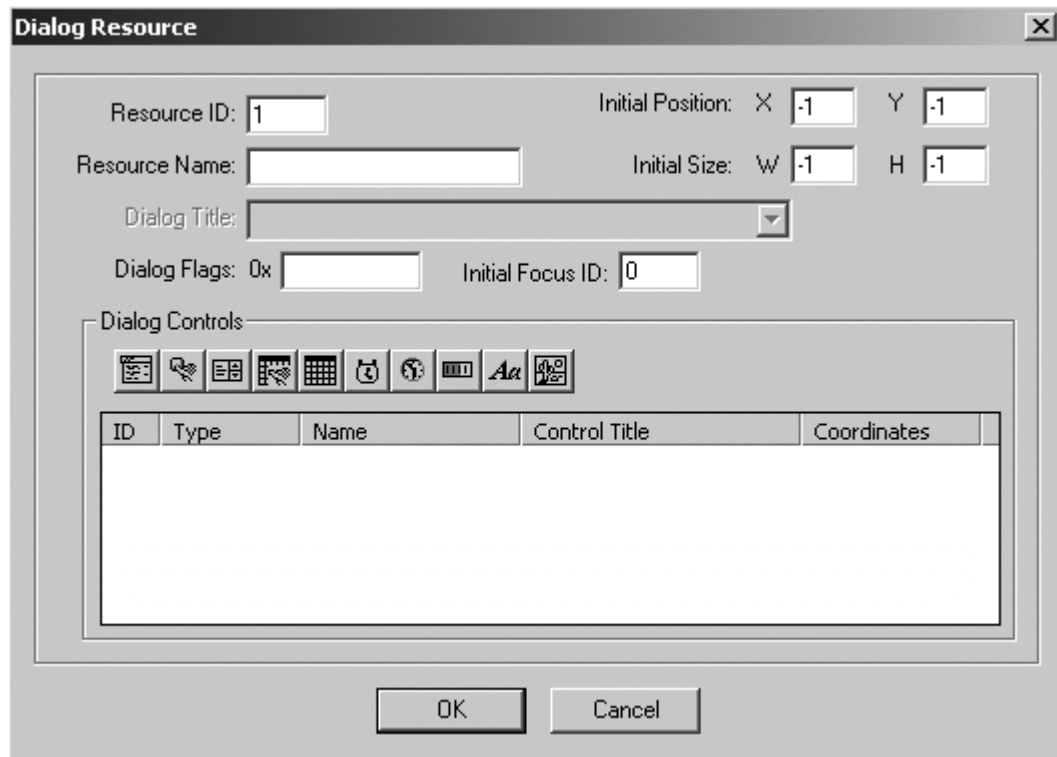 Dialog Resource
Resource ID: 1 Initial Position: X -1 Y -1
Resource Name: Initial Size: W -1 H -1
Dialog Title:
Dialog Flags: 0x Initial Focus ID: 0
Dialog Controls
Aa
ID Type Name Control Title Coordinates
OK Cancel